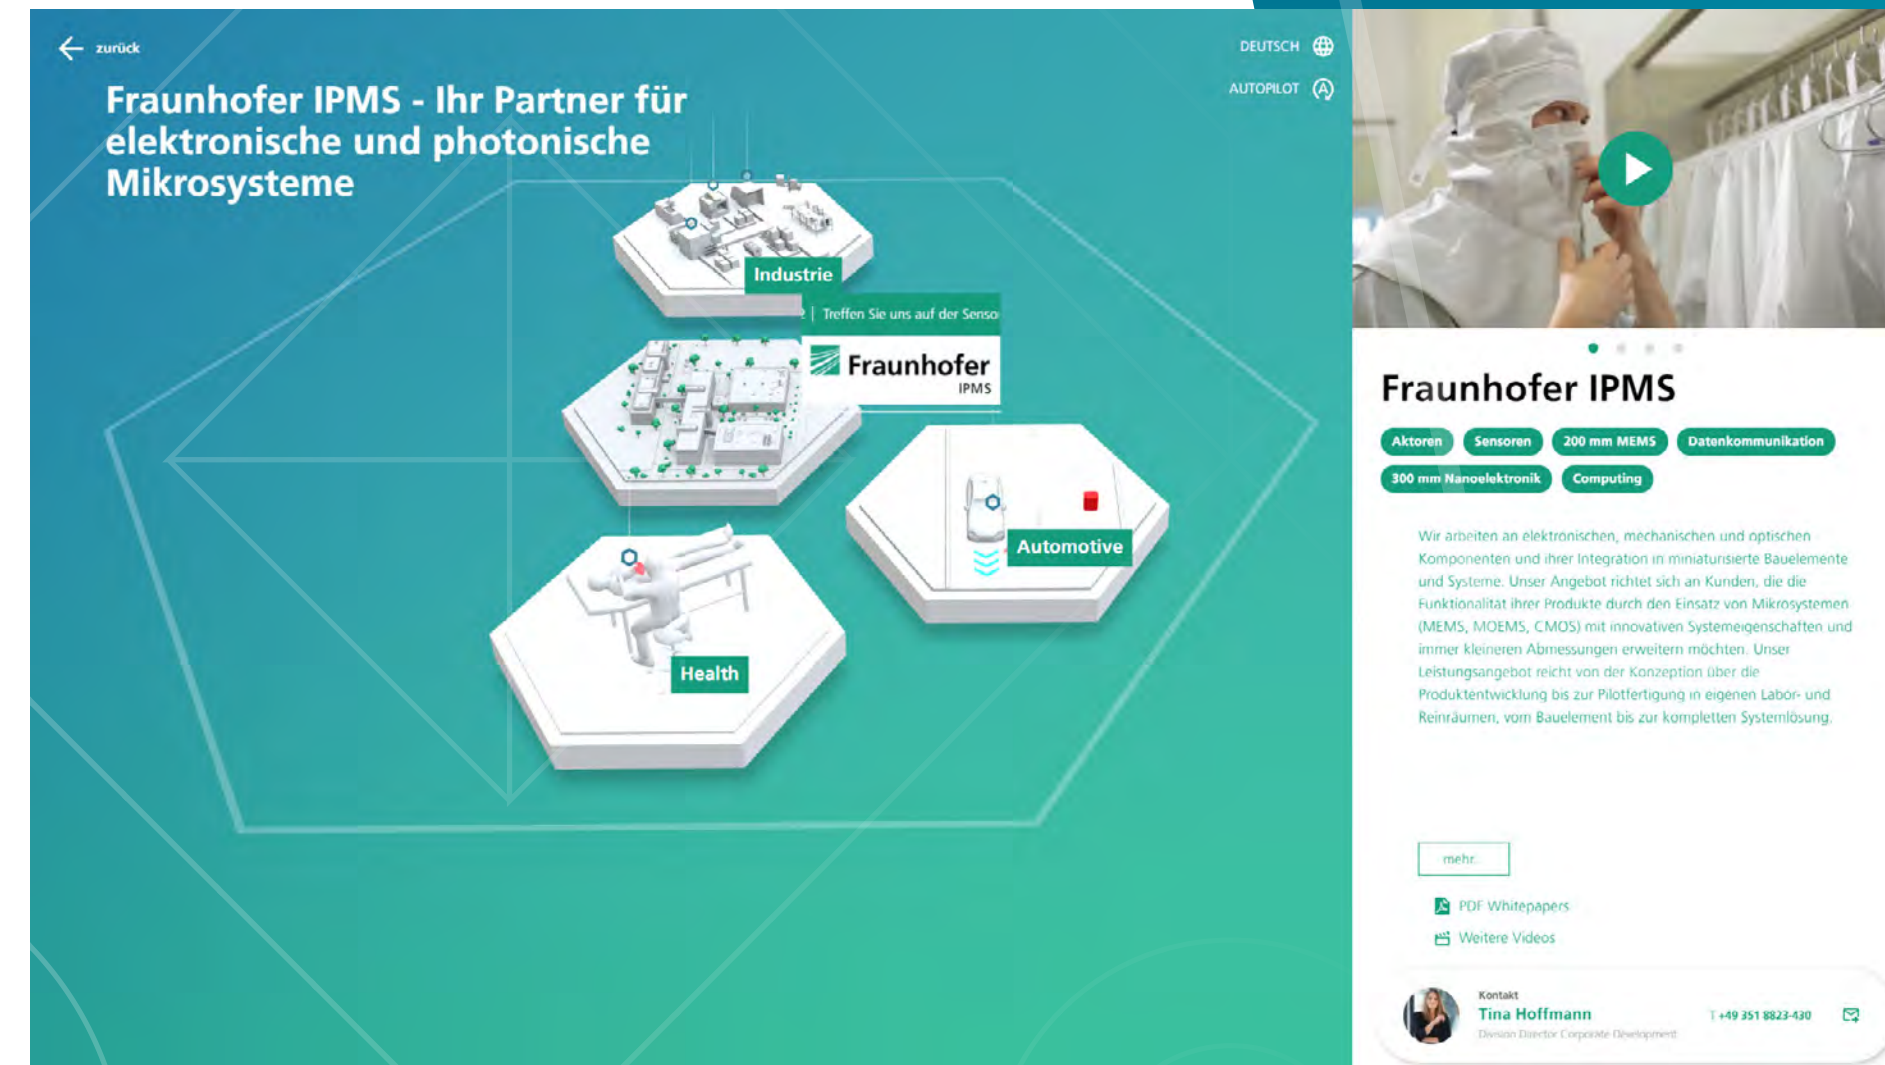 zurück
DEUTSCH
AUTOPILOT
Fraunhofer IPMS - Ihr Partner für
elektronische und photonische
Mikrosysteme
Industrie
Treffen Sie uns auf der Senso
Fraunhofer
IPMS
Automotive
Health
Fraunhofer IPMS
Aktoren Sensoren 200 mm MEMS Datenkommunikation
300 mm Nanoelektronik Computing
Wir arbeiten an elektronischen, mechanischen und optischen
Komponenten und ihrer Integration in miniaturisierte Bauelemente
und Systeme. Unser Angebot richtet sich an Kunden, die die
Funktionalität ihrer Produkte durch den Einsatz von Mikrosystemen
(MEMS, MOEMS, CMOS) mit innovativen Systemeigenschaften und
immer kleineren Abmessungen erweitern möchten. Unser
Leistungsangebot reicht von der Konzeption über die
Produktentwicklung bis zur Pilotfertigung in eigenen Labor- und
Reinräumen, vom Bauelement bis zur kompletten Systemlösung.
mehr...
PDF Whitepapers
Weitere Videos
Kontakt
Tina Hoffmann
T +49 351 8823-430
Division Director Corporate Development